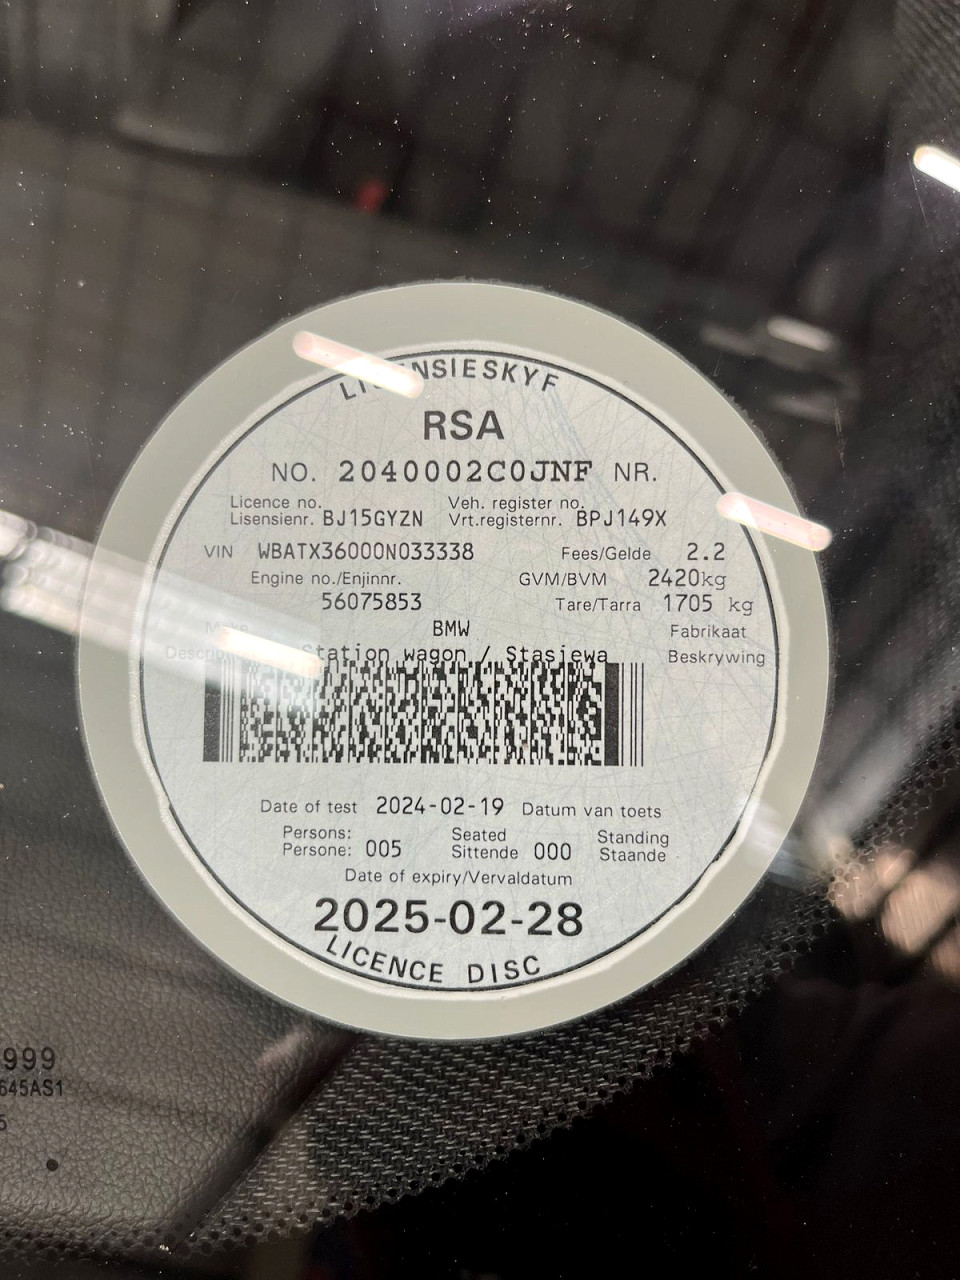 LISENSIESKYF
RSA
NO. 2040002C0JNF NR.
Licence no. Veh. register no.
Lisensienr. BJ15GYZN Vrt.registernr. BPJ149X
VIN WBATX36000N033338 Fees/Gelde 2.2
Engine no./Enjinnr. GVM/BVM 2420kg
56075853 Tare/Tarra 1705 kg
Make BMW Fabrikaat
Description Station wagon / Stasiewa Beskrywing
Date of test 2024-02-19 Datum van toets
Persons: Seated Standing
Persone: 005 Sittende 000 Staande
Date of expiry/Vervaldatum
2025-02-28
LICENCE DISC
999
645AS1
5